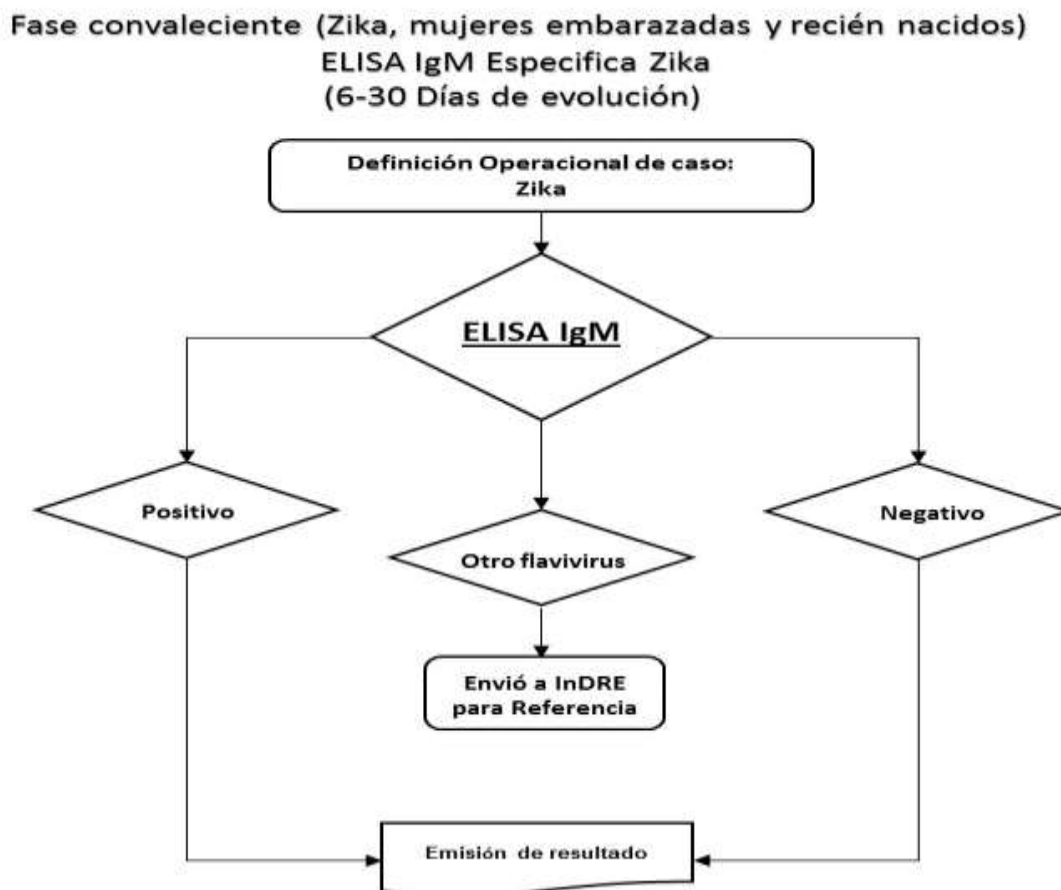 Fase convaleciente (Zika, mujeres embarazadas y recién nacidos)
ELISA IgM Especifica Zika
(6-30 Días de evolución)
Definición Operacional de caso:
Zika
ELISA IgM
Positivo
Negativo
Otro flavivirus
Envió a InDRE
para Referencia
Emisión de resultado